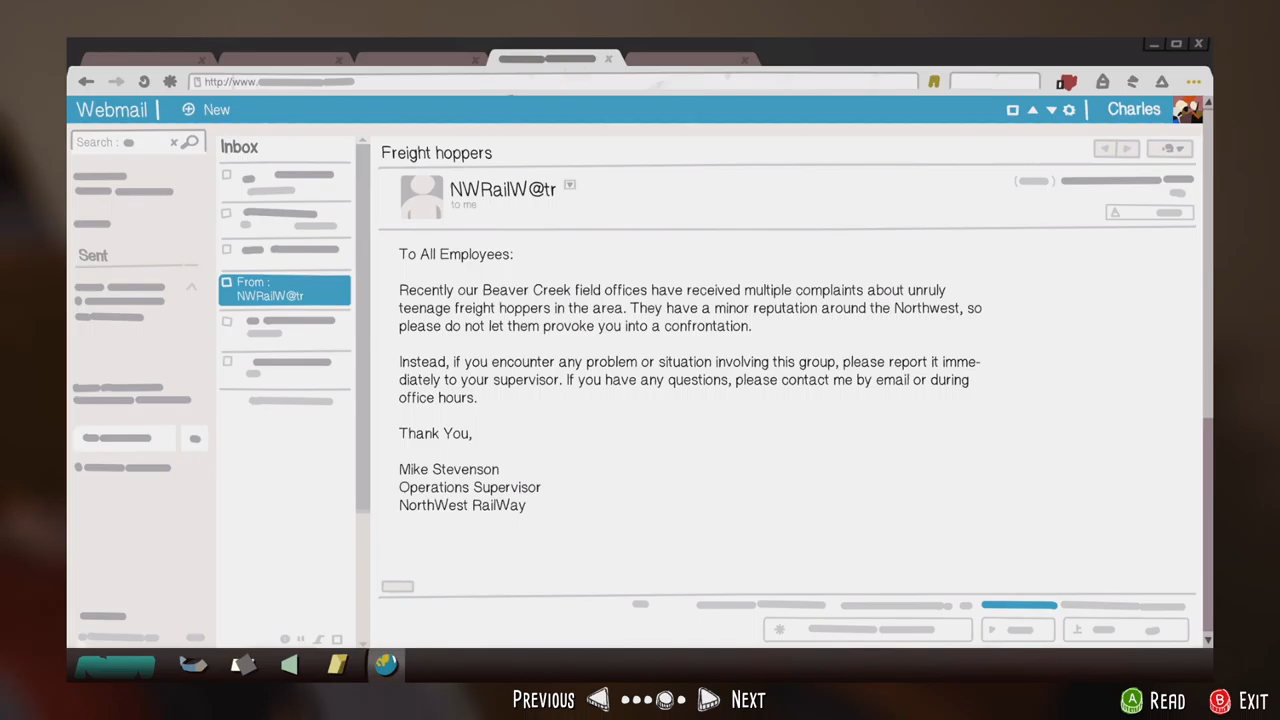 http://www.
Webmail
New
Charles
Search :
Inbox
Freight hoppers
NWRailW@tr
to me
Sent
From :
NWRailW@tr
To All Employees:
Recently our Beaver Creek field offices have received multiple complaints about unruly
teenage freight hoppers in the area. They have a minor reputation around the Northwest, so
please do not let them provoke you into a confrontation.
Instead, if you encounter any problem or situation involving this group, please report it imme-
diately to your supervisor. If you have any questions, please contact me by email or during
office hours.
Thank You,
Mike Stevenson
Operations Supervisor
NorthWest RailWay
Previous
Next
A Read
B Exit